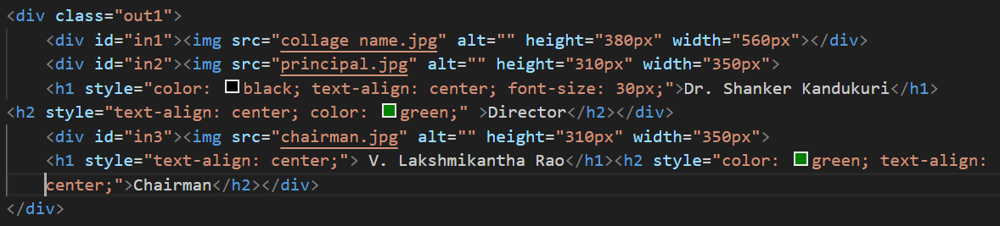 <div class="out1">
    <div id="in1"><img src="collage name.jpg" alt="" height="380px" width="560px"></div>
    <div id="in2"><img src="principal.jpg" alt="" height="310px" width="350px">
    <h1 style="color: black; text-align: center; font-size: 30px;">Dr. Shanker Kandukuri</h1>
<h2 style="text-align: center; color: green;" >Director</h2></div>
    <div id="in3"><img src="chairman.jpg" alt="" height="310px" width="350px">
    <h1 style="text-align: center;"> V. Lakshmikantha Rao</h1><h2 style="color: green; text-align:
    center;">Chairman</h2></div>
</div>